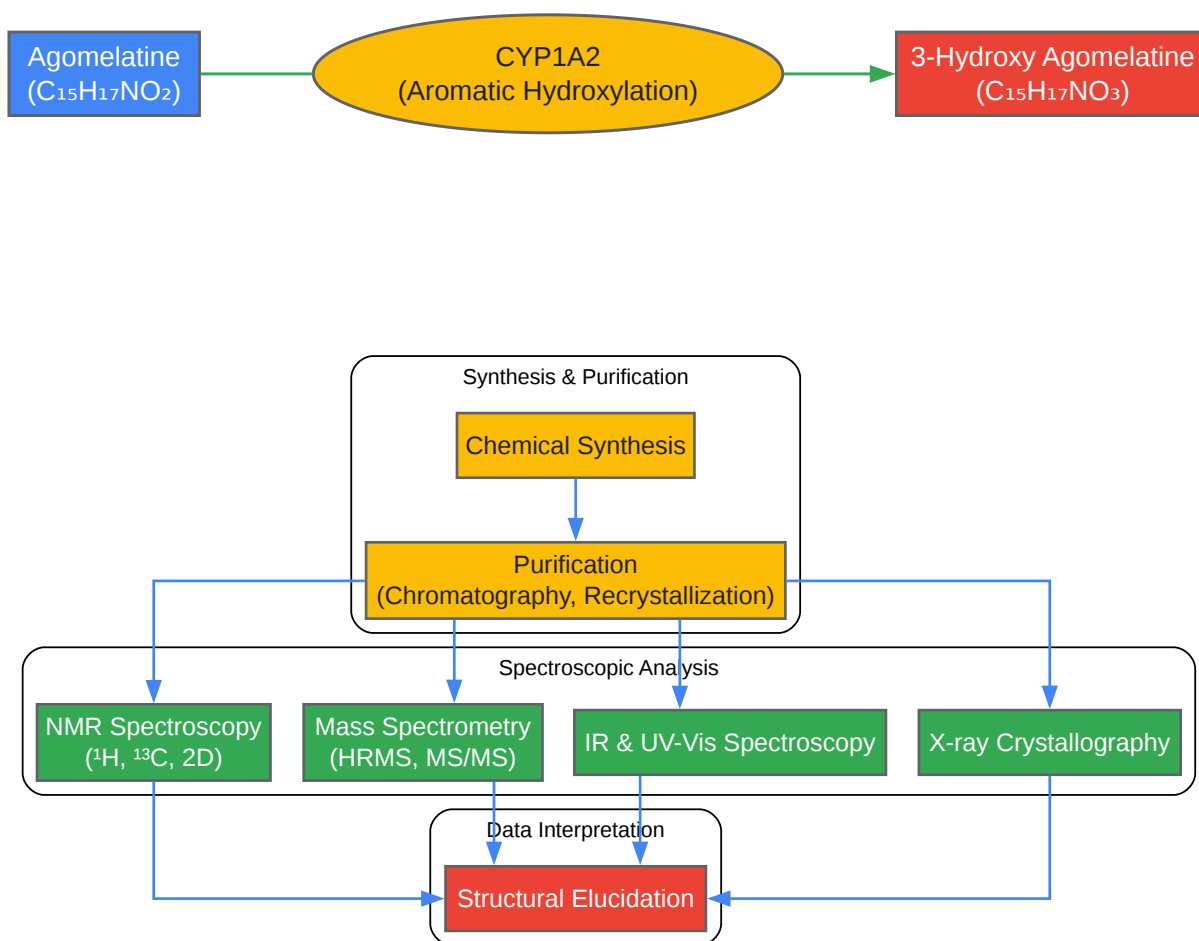 Agomelatine
(C₁₅H₁₇NO₂)
CYP1A2
(Aromatic Hydroxylation)
3-Hydroxy Agomelatine
(C₁₅H₁₇NO₃)
Synthesis & Purification
Chemical Synthesis
Purification
(Chromatography, Recrystallization)
Spectroscopic Analysis
NMR Spectroscopy
(¹H, ¹³C, 2D)
Mass Spectrometry
(HRMS, MS/MS)
IR & UV-Vis Spectroscopy
X-ray Crystallography
Data Interpretation
Structural Elucidation